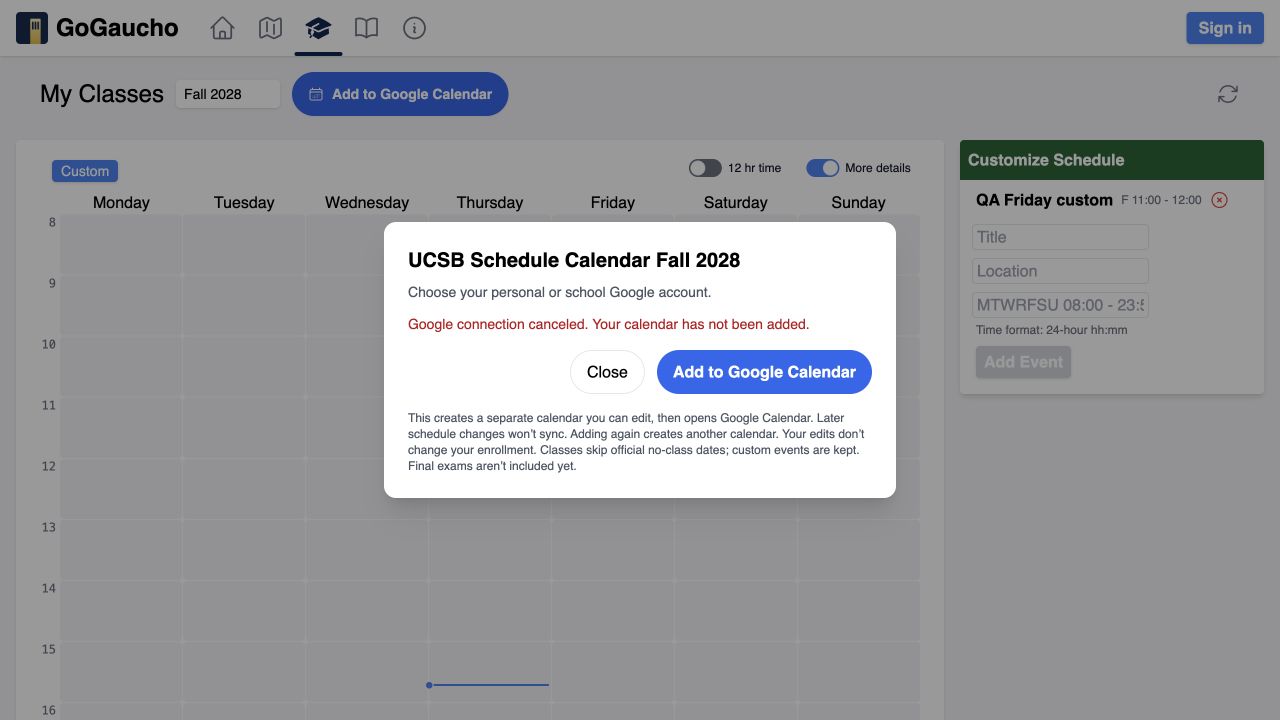 GoGaucho
Sign in
My Classes
Fall 2028
Add to Google Calendar
Custom
12 hr time
More details
Monday Tuesday Wednesday Thursday Friday Saturday Sunday
8
9
10
11
12
13
14
15
16
UCSB Schedule Calendar Fall 2028
Choose your personal or school Google account.
Google connection canceled. Your calendar has not been added.
Close
Add to Google Calendar
This creates a separate calendar you can edit, then opens Google Calendar. Later
schedule changes won’t sync. Adding again creates another calendar. Your edits don’t
change your enrollment. Classes skip official no-class dates; custom events are kept.
Final exams aren’t included yet.
Customize Schedule
QA Friday custom F 11:00 - 12:00
Title
Location
MTWRFSU 08:00 - 23:5
Time format: 24-hour hh:mm
Add Event